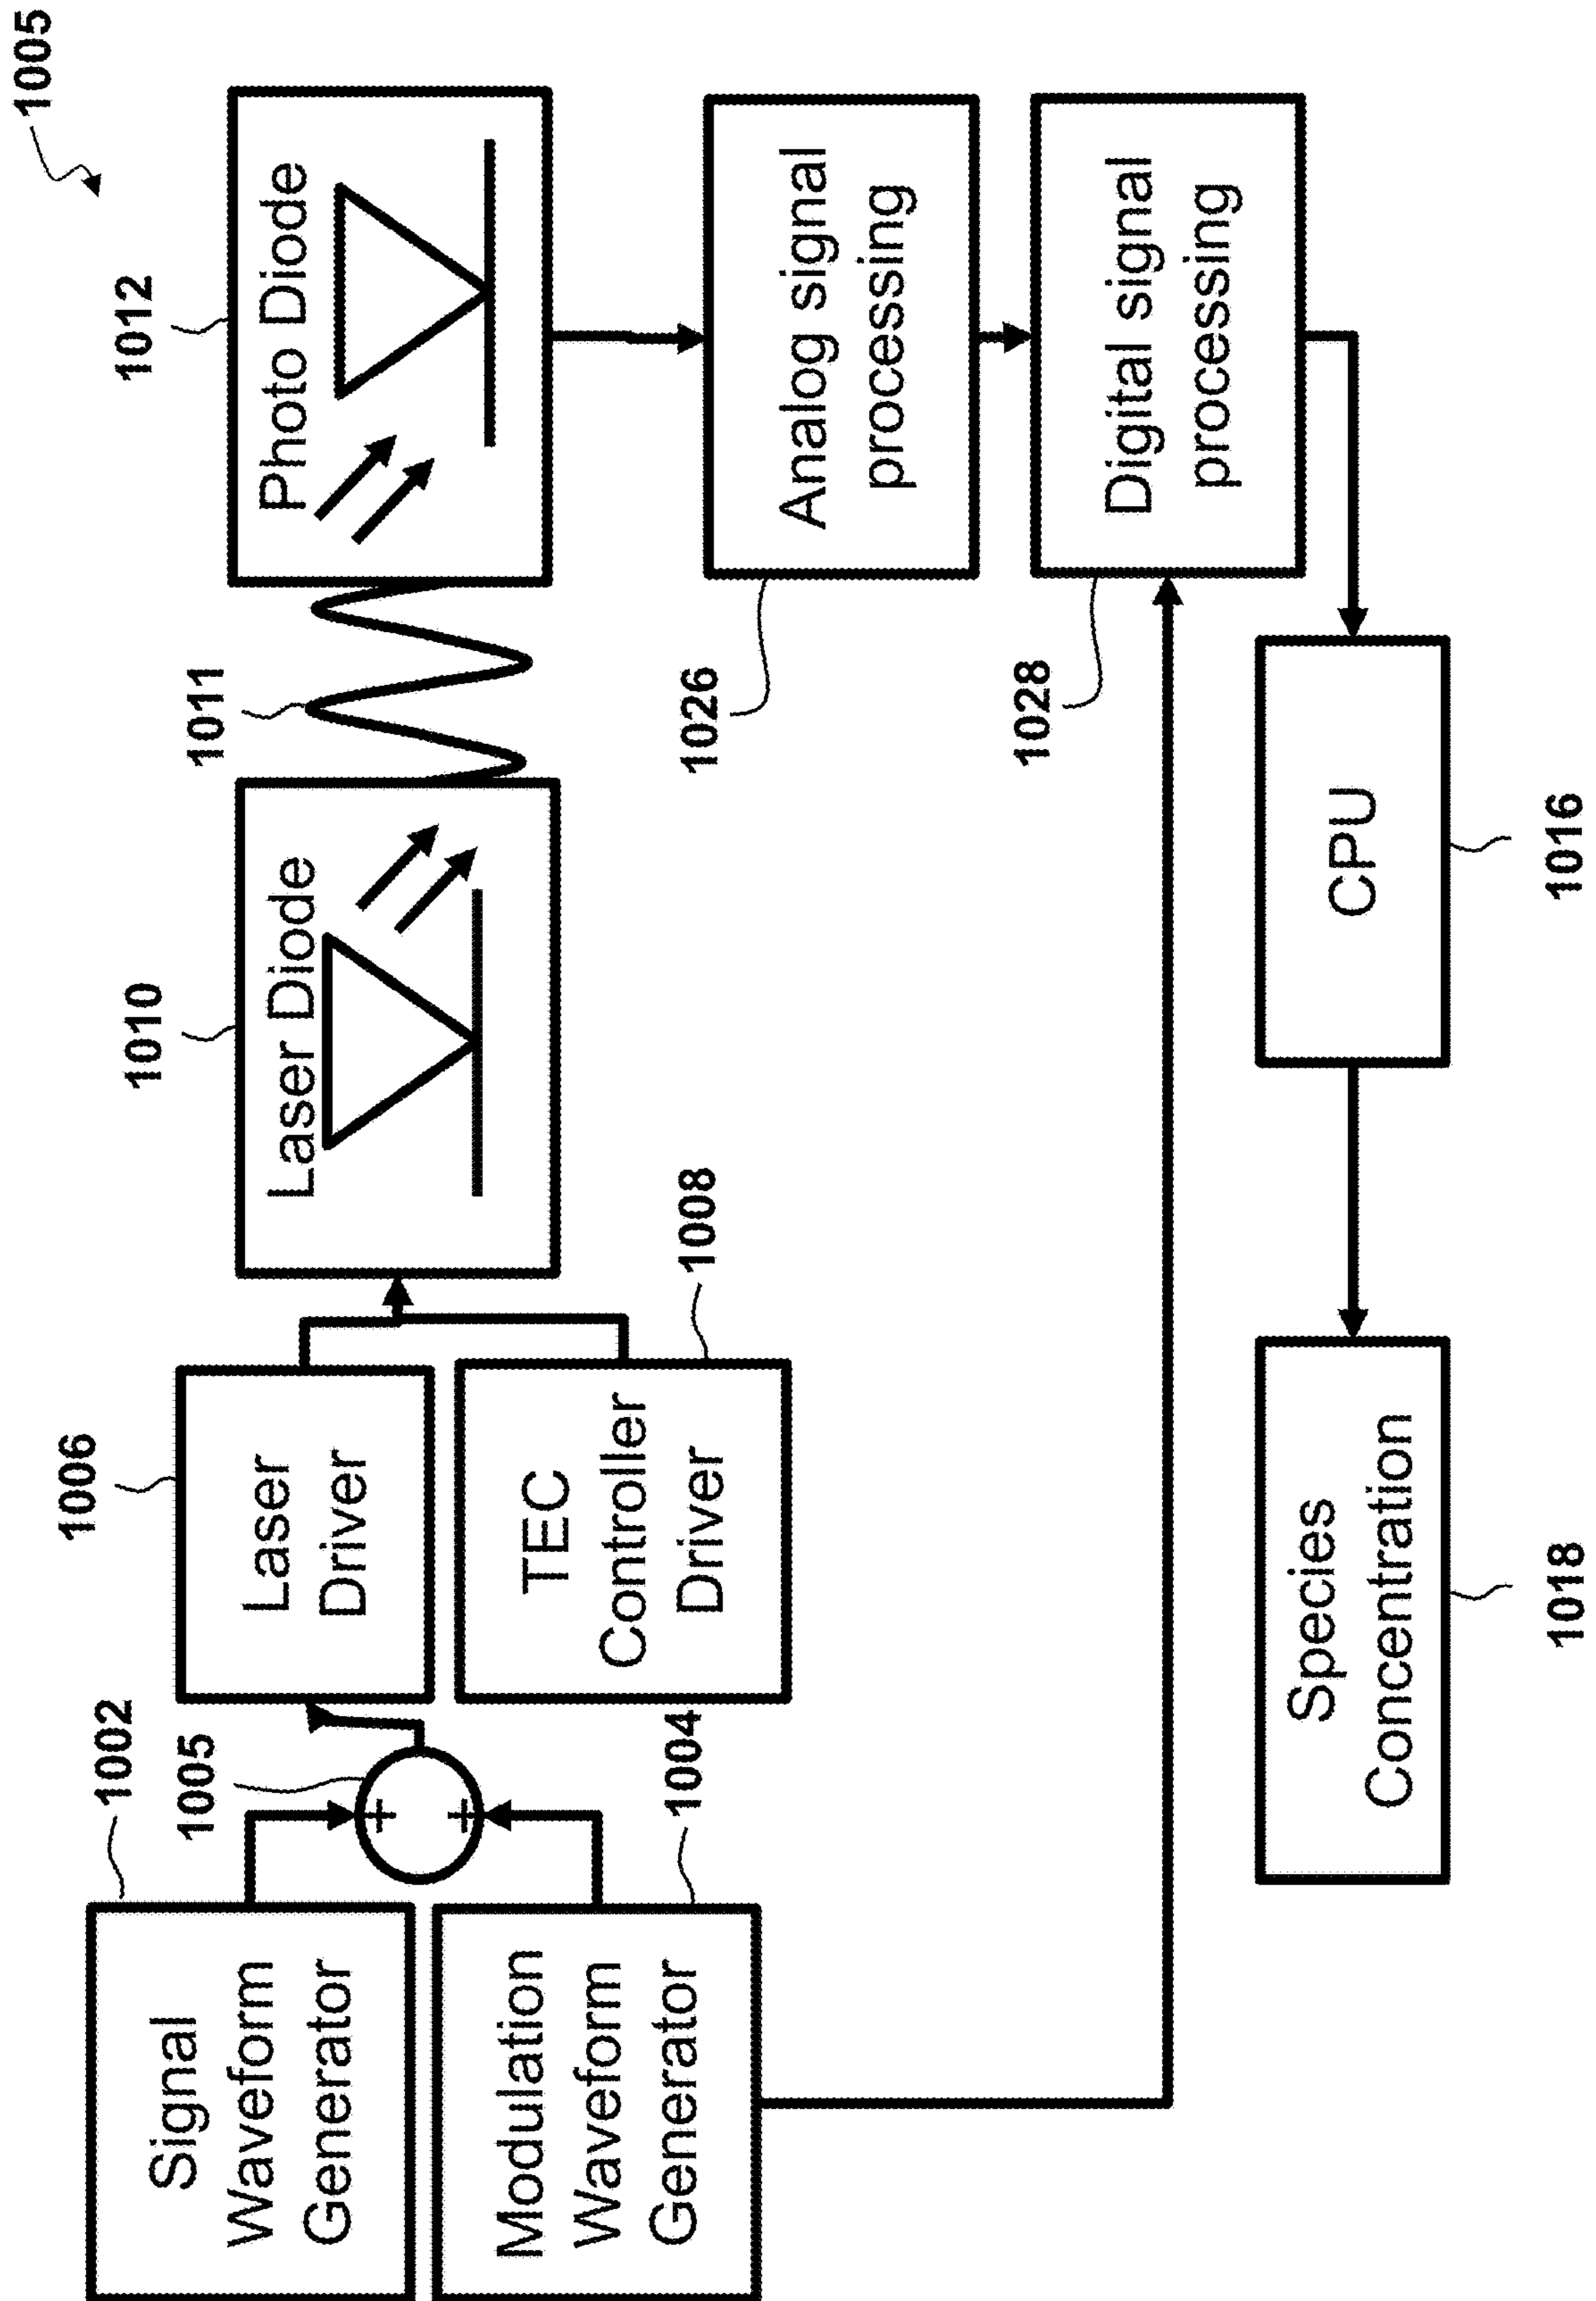 1005
1002
Signal
Waveform
Generator
1005
+
+
1004
Modulation
Waveform
Generator
1006
Laser
Driver
1008
TEC
Controller
Driver
1010
Laser Diode
1011
1012
Photo Diode
1026
Analog signal
processing
1028
Digital signal
processing
CPU
1016
Species
Concentration
1018